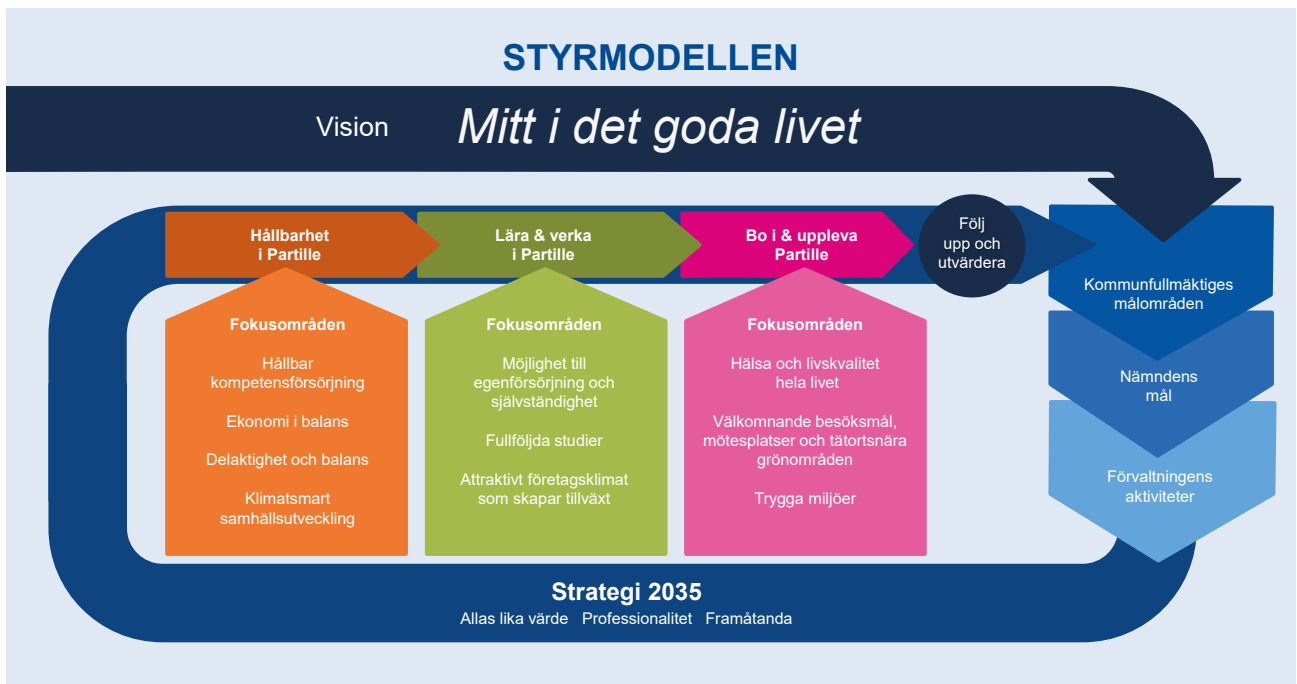 STYRMODELLEN
Vision
Mitt i det goda livet
Hållbarhet
i Partille
Lära & verka
i Partille
Bo i & uppleva
Partille
Följ
upp och
utvärdera
Fokusområden
Hållbar
kompetensförsörjning
Ekonomi i balans
Delaktighet och balans
Klimatsmart
samhällsutveckling
Fokusområden
Möjlighet till
egenförsörjning och
självständighet
Fullföljda studier
Attraktivt företagsklimat
som skapar tillväxt
Fokusområden
Hälsa och livskvalitet
hela livet
Välkomnande besöksmål,
mötesplatser och tätortsnära
grönområden
Trygga miljöer
Kommunfullmäktiges
målområden
Nämndens
mål
Förvaltningens
aktiviteter
Strategi 2035
Allas lika värde Professionalitet Framåtanda